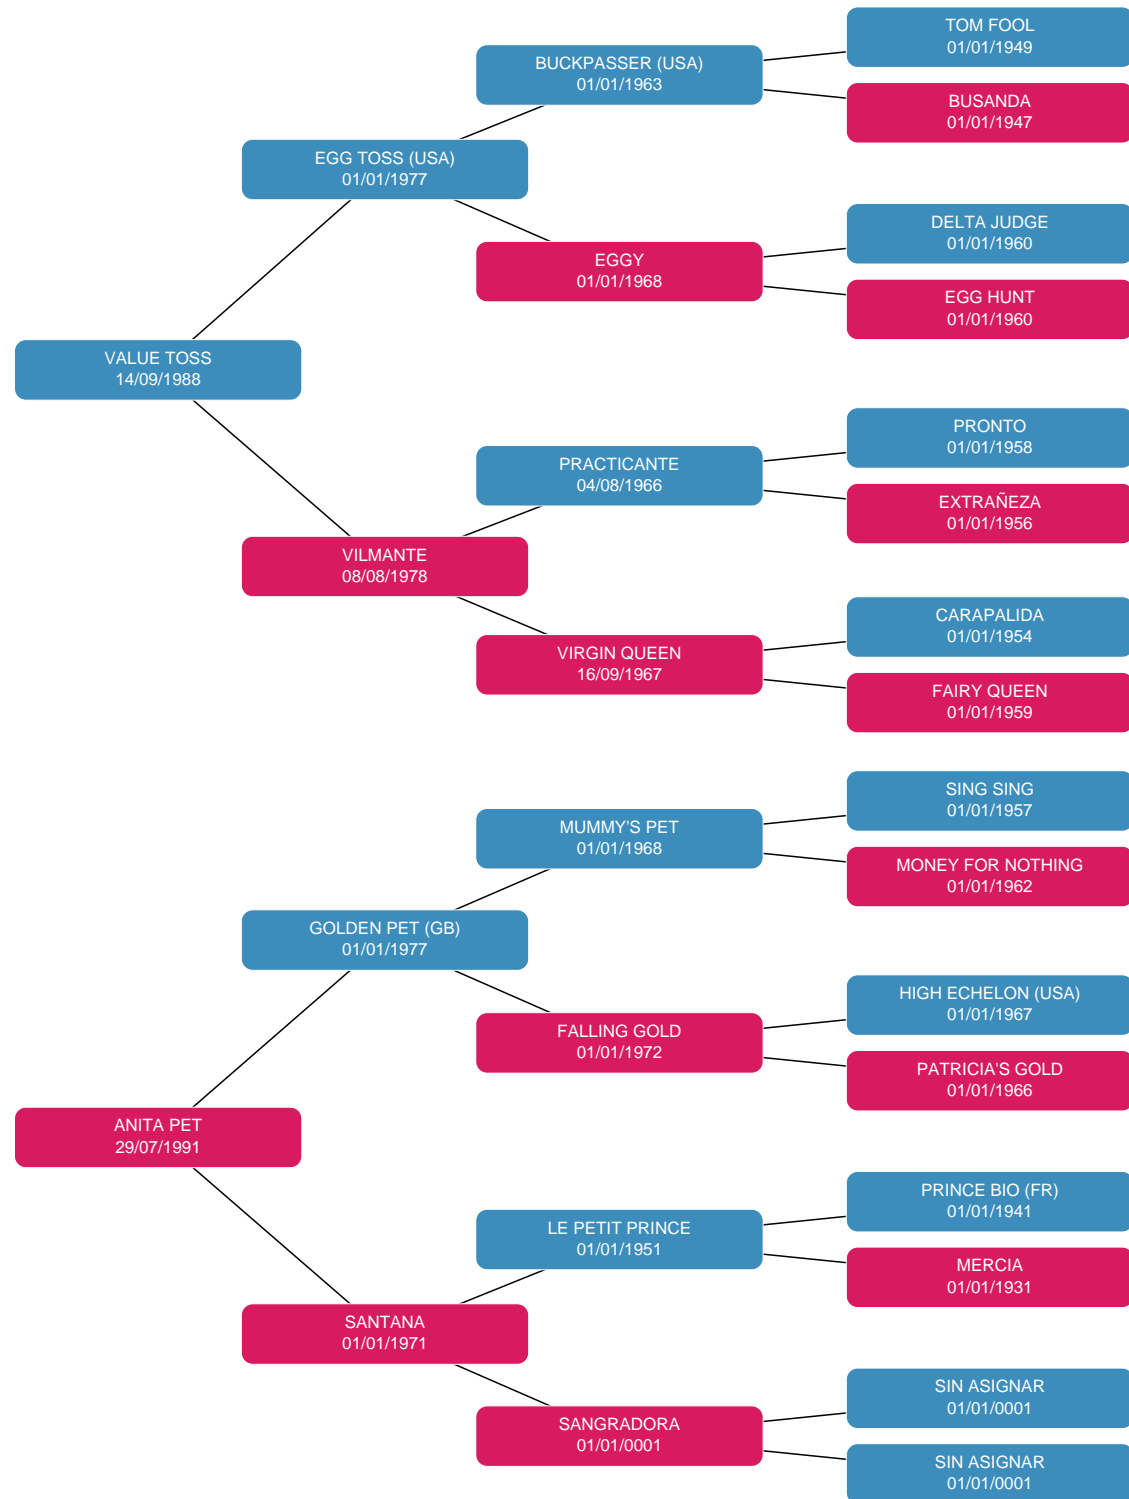 TOM FOOL
01/01/1949
BUCKPASSER (USA)
01/01/1963
BUSANDA
01/01/1947
EGG TOSS (USA)
01/01/1977
DELTA JUDGE
01/01/1960
EGGY
01/01/1968
EGG HUNT
01/01/1960
VALUE TOSS
14/09/1988
PRONTO
01/01/1958
PRACTICANTE
04/08/1966
EXTRAÑEZA
01/01/1956
VILMANTE
08/08/1978
CARAPALIDA
01/01/1954
VIRGIN QUEEN
16/09/1967
FAIRY QUEEN
01/01/1959
SING SING
01/01/1957
MUMMY'S PET
01/01/1968
MONEY FOR NOTHING
01/01/1962
GOLDEN PET (GB)
01/01/1977
HIGH ECHELON (USA)
01/01/1967
FALLING GOLD
01/01/1972
PATRICIA'S GOLD
01/01/1966
ANITA PET
29/07/1991
PRINCE BIO (FR)
01/01/1941
LE PETIT PRINCE
01/01/1951
MERCIA
01/01/1931
SANTANA
01/01/1971
SIN ASIGNAR
01/01/0001
SANGRADORA
01/01/0001
SIN ASIGNAR
01/01/0001